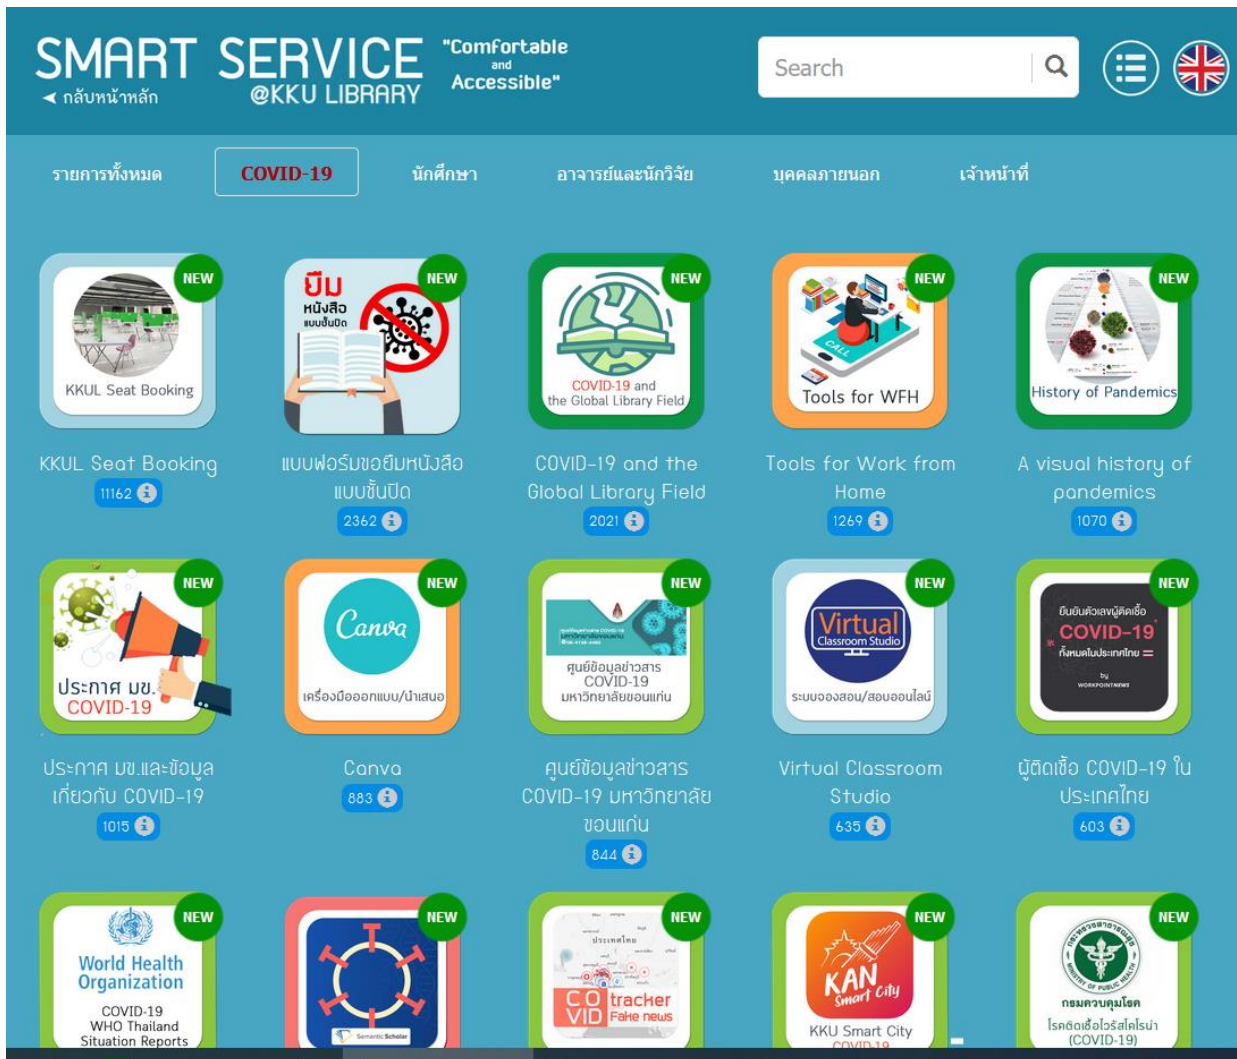 SMART SERVICE
@KKU LIBRARY
"Comfortable
and
Accessible"
◄ กลับหน้าหลัก
Search
รายการทั้งหมด COVID-19 นักศึกษา อาจารย์และนักวิจัย บุคคลภายนอก เจ้าหน้าที่
NEW
KKUL Seat Booking
KKUL Seat Booking
11162
NEW
ยืม
หนังสือ
แบบชั้นปิด
แบบฟอร์มขอยืมหนังสือ
แบบชั้นปิด
2362
NEW
COVID-19 and
the Global Library Field
COVID-19 and the
Global Library Field
2021
NEW
CALL
Tools for WFH
Tools for Work from
Home
1269
NEW
History of Pandemics
A visual history of
pandemics
1070
NEW
ประกาศ มข.
COVID-19
ประกาศ มข.และข้อมูล
เกี่ยวกับ COVID-19
1015
NEW
Canva
เครื่องมือออกแบบ/นำเสนอ
Canva
883
NEW
ศูนย์ข้อมูลข่าวสาร
COVID-19
มหาวิทยาลัยขอนแก่น
ศูนย์ข้อมูลข่าวสาร
COVID-19 มหาวิทยาลัย
ขอนแก่น
844
NEW
Virtual
Classroom Studio
ระบบจองสอน/สอบออนไลน์
Virtual Classroom
Studio
635
NEW
ยืนยันตัวเลขผู้ติดเชื้อ
COVID-19
ทั้งหมดในประเทศไทย
by
WORKPOINTNEWS
ผู้ติดเชื้อ COVID-19 ใน
ประเทศไทย
603
NEW
World Health
Organization
COVID-19
WHO Thailand
Situation Reports
NEW
Semantic Scholar
NEW
ประเทศไทย
CO
VID
tracker
Fake news
NEW
KAN
Smart City
KKU Smart City
COVID-19
NEW
กระทรวงสาธารณสุข
MINISTRY OF PUBLIC HEALTH
กรมควบคุมโรค
โรคติดเชื้อไวรัสโคโรน่า
(COVID-19)